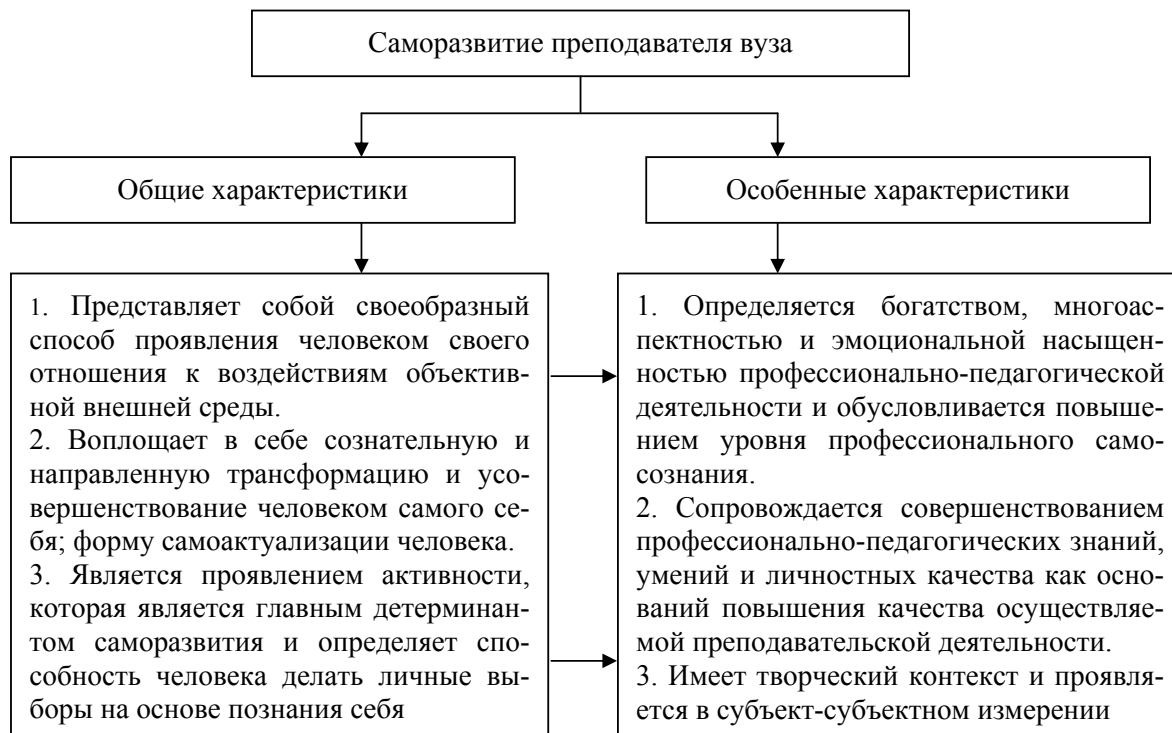 Саморазвитие преподавателя вуза
Общие характеристики
Особенные характеристики
1. Представляет собой своеобразный
способ проявления человеком своего
отношения к воздействиям объектив-
ной внешней среды.
2. Воплощает в себе сознательную и
направленную трансформацию и усо-
вершенствование человеком самого се-
бя; форму самоактуализации человека.
3. Является проявлением активности,
которая является главным детерминан-
том саморазвития и определяет спо-
собность человека делать личные вы-
боры на основе познания себя
1. Определяется богатством, многоас-
пектностью и эмоциональной насыщен-
ностью профессионально-педагогической
деятельности и обусловливается повыше-
нием уровня профессионального само-
сознания.
2. Сопровождается совершенствованием
профессионально-педагогических знаний,
умений и личностных качества как осно-
ваний повышения качества осуществляе-
мой преподавательской деятельности.
3. Имеет творческий контекст и проявля-
ется в субъект-субъектном измерении